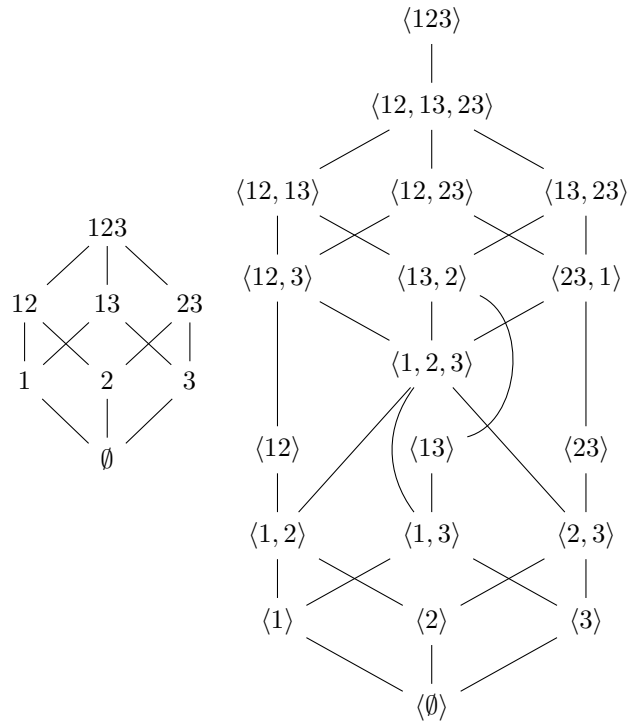 ⟨123⟩
⟨12, 13, 23⟩
⟨12, 13⟩ ⟨12, 23⟩ ⟨13, 23⟩
123
⟨12, 3⟩ ⟨13, 2⟩ ⟨23, 1⟩
12 13 23
⟨1, 2, 3⟩
1 2 3
∅
⟨12⟩ ⟨13⟩ ⟨23⟩
⟨1, 2⟩ ⟨1, 3⟩ ⟨2, 3⟩
⟨1⟩ ⟨2⟩ ⟨3⟩
⟨∅⟩